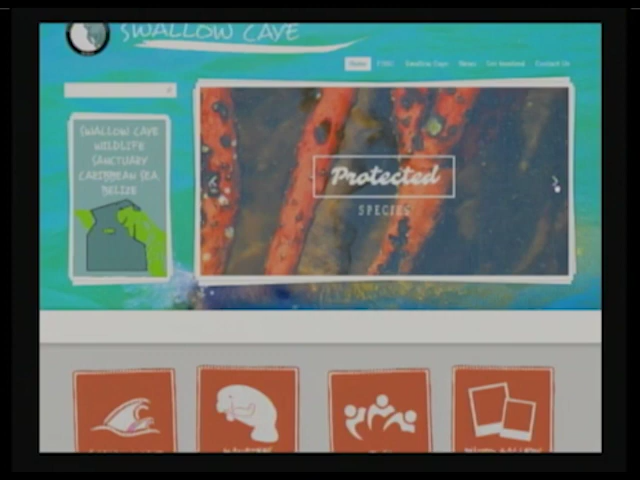 SWALLOW CAYE
Home Swallow Caye News Get Involved Contact Us
SWALLOW CAYE
WILDLIFE
SANCTUARY
CARIBBEAN SEA,
BELIZE
Protected
SPECIES